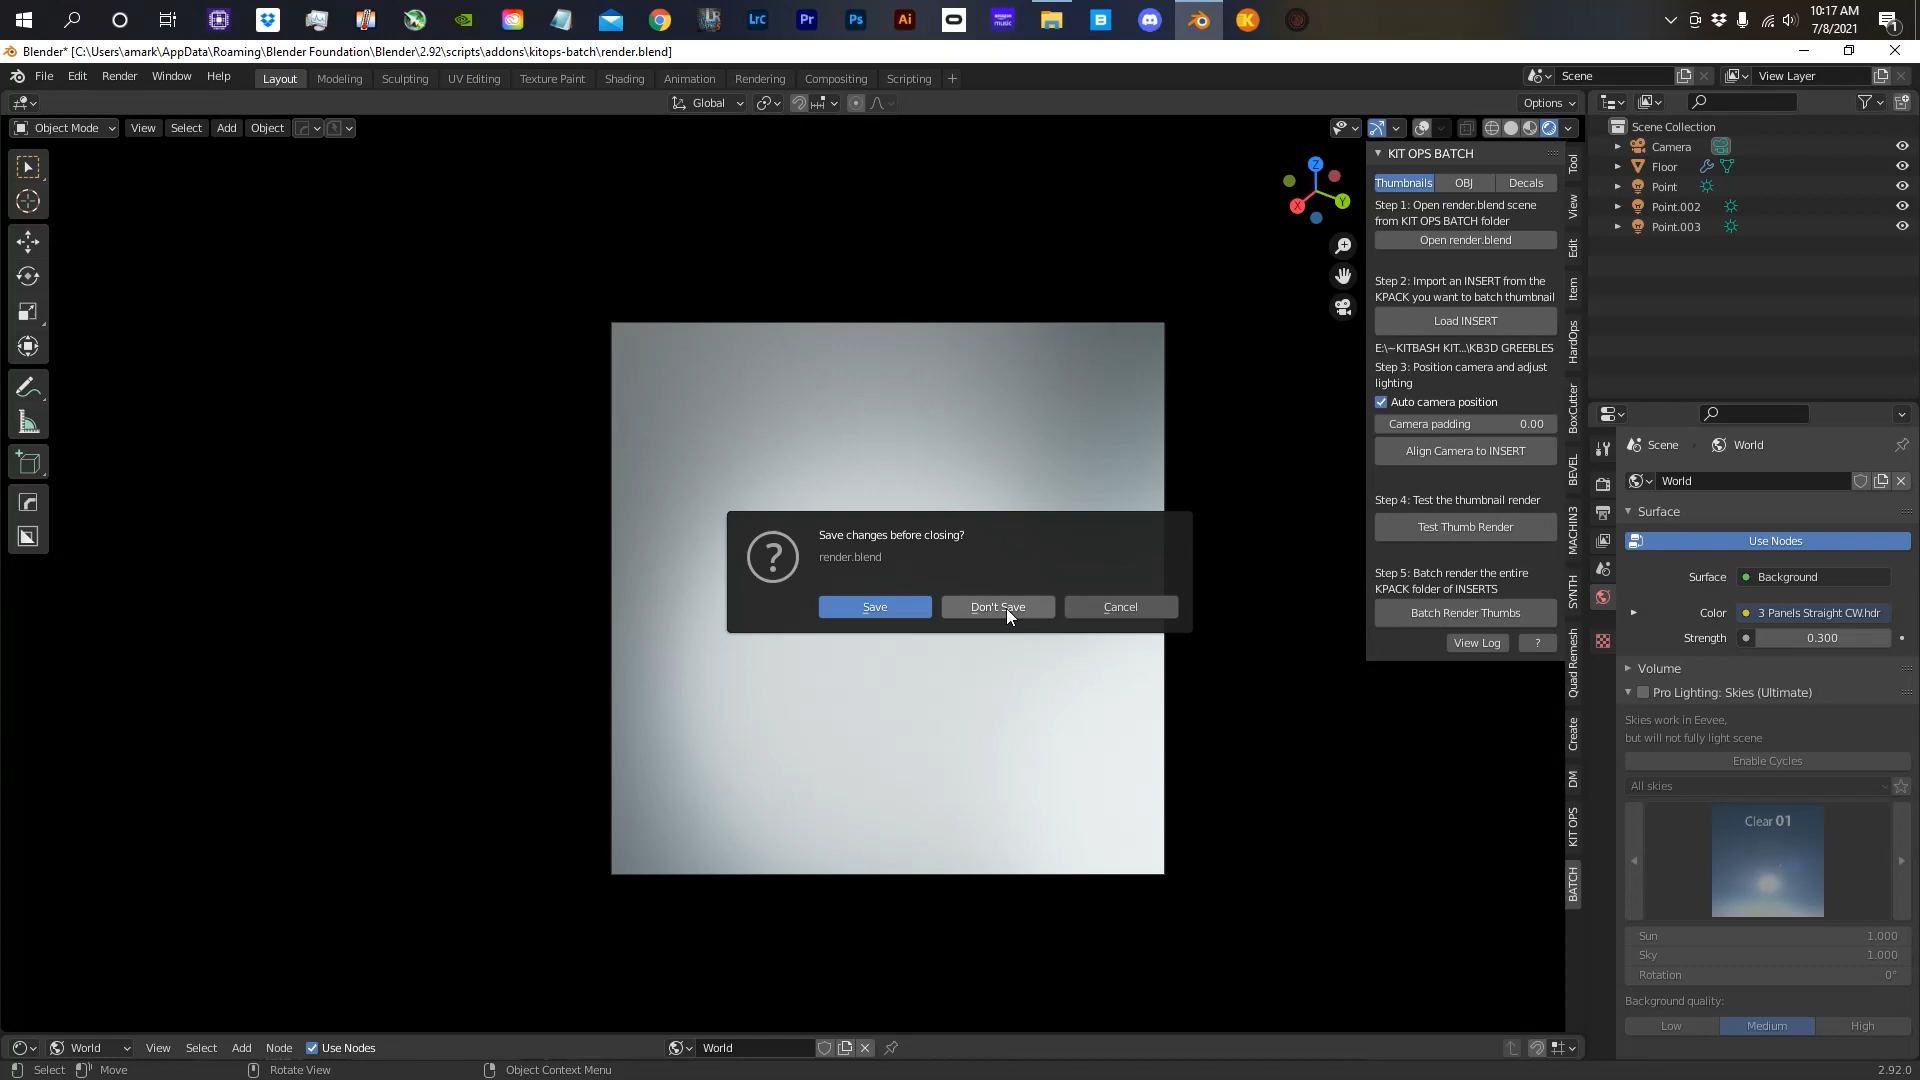 LrC Pr Ps Ai
10:17 AM
7/8/2021
Blender* [C:\Users\amark\AppData\Roaming\Blender Foundation\Blender\2.92\scripts\addons\kitops-batch\render.blend]
File Edit Render Window Help Layout Modeling Sculpting UV Editing Texture Paint Shading Animation Rendering Compositing Scripting + Scene View Layer
Global Options
Object Mode View Select Add Object
Scene Collection
Camera
Floor
Point
Point.002
Point.003
Z
Y
X
KIT OPS BATCH
Thumbnails OBJ Decals
Step 1: Open render.blend scene
from KIT OPS BATCH folder
Open render.blend
Step 2: Import an INSERT from the
KPACK you want to batch thumbnail
Load INSERT
E:\~KITBASH KIT...\KB3D GREEBLES
Step 3: Position camera and adjust
lighting
Auto camera position
Camera padding 0.00
Align Camera to INSERT
Step 4: Test the thumbnail render
Test Thumb Render
Step 5: Batch render the entire
KPACK folder of INSERTS
Batch Render Thumbs
View Log ?
Tool
View
Edit
Item
HardOps
BoxCutter
BEVEL
MACHIN3
SYNTH
Quad Remesh
Create
DM
KIT OPS
BATCH
Save changes before closing?
render.blend
Save Don't Save Cancel
Scene World
World
Surface
Use Nodes
Surface Background
Color 3 Panels Straight CW.hdr
Strength 0.300
Volume
Pro Lighting: Skies (Ultimate)
Skies work in Eevee,
but will not fully light scene
Enable Cycles
All skies
Clear 01
Sun 1.000
Sky 1.000
Rotation 0°
Background quality:
Low Medium High
World View Select Add Node Use Nodes World
Select Move Rotate View Object Context Menu 2.92.0